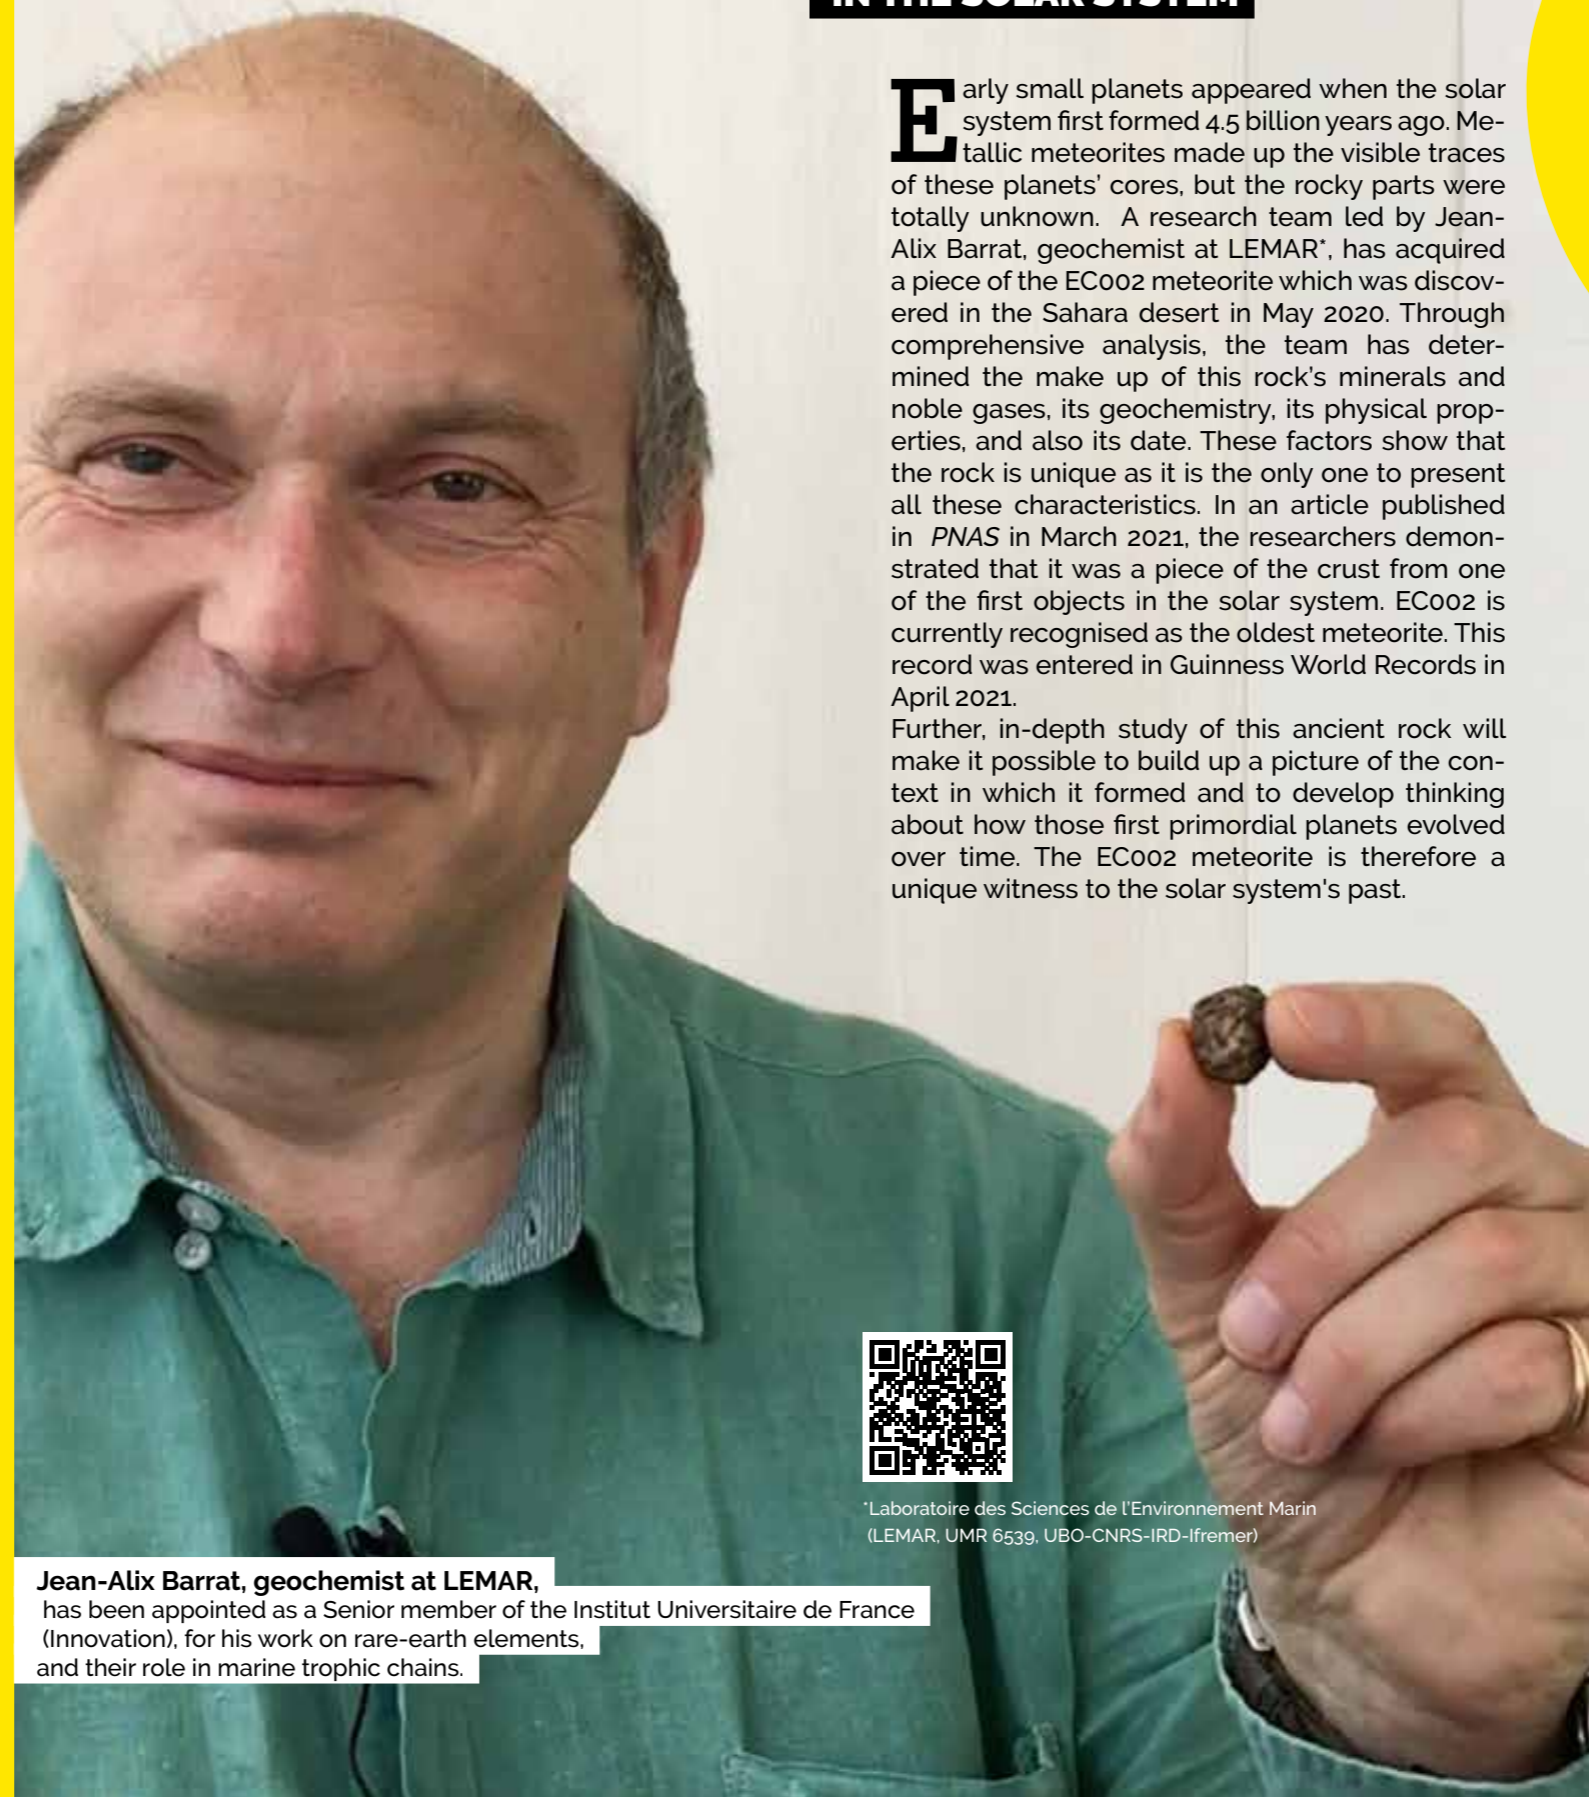 IN THE SOLAR SYSTEM
Early small planets appeared when the solar
system first formed 4.5 billion years ago. Me-
tallic meteorites made up the visible traces
of these planets' cores, but the rocky parts were
totally unknown. A research team led by Jean-
Alix Barrat, geochemist at LEMAR*, has acquired
a piece of the EC002 meteorite which was discov-
ered in the Sahara desert in May 2020. Through
comprehensive analysis, the team has deter-
mined the make up of this rock's minerals and
noble gases, its geochemistry, its physical prop-
erties, and also its date. These factors show that
the rock is unique as it is the only one to present
all these characteristics. In an article published
in PNAS in March 2021, the researchers demon-
strated that it was a piece of the crust from one
of the first objects in the solar system. EC002 is
currently recognised as the oldest meteorite. This
record was entered in Guinness World Records in
April 2021.
Further, in-depth study of this ancient rock will
make it possible to build up a picture of the con-
text in which it formed and to develop thinking
about how those first primordial planets evolved
over time. The EC002 meteorite is therefore a
unique witness to the solar system's past.
*Laboratoire des Sciences de l'Environnement Marin
(LEMAR, UMR 6539, UBO-CNRS-IRD-Ifremer)
Jean-Alix Barrat, geochemist at LEMAR,
has been appointed as a Senior member of the Institut Universitaire de France
(Innovation), for his work on rare-earth elements,
and their role in marine trophic chains.